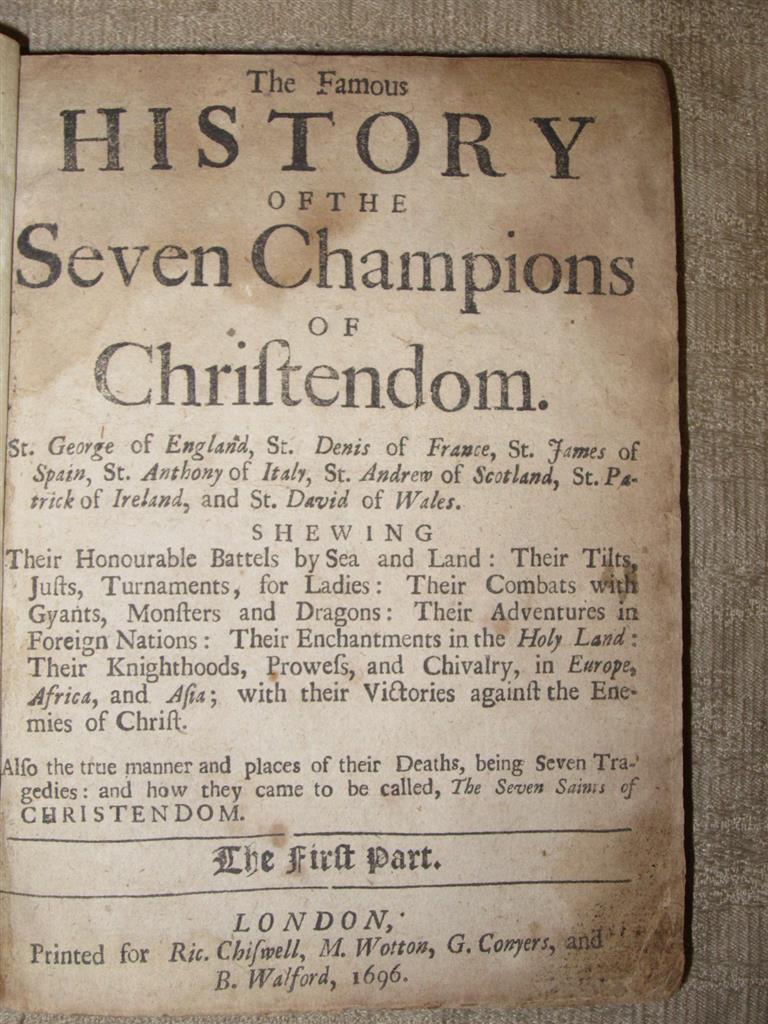 The Famous
HISTORY
OF THE
Seven Champions
OF
Chriſtendom.
St. George of England, St. Denis of France, St. James of
Spain, St. Anthony of Italy, St. Andrew of Scotland, St. Pa-
trick of Ireland, and St. David of Wales.
SHEWING
Their Honourable Battels by Sea and Land: Their Tilts,
Juſts, Turnaments, for Ladies: Their Combats with
Gyants, Monſters and Dragons: Their Adventures in
Foreign Nations: Their Enchantments in the Holy Land:
Their Knighthoods, Proweſs, and Chivalry, in Europe,
Africa, and Aſia; with their Victories againſt the Ene-
mies of Chriſt.
Alſo the true manner and places of their Deaths, being Seven Tra-
gedies: and how they came to be called, The Seven Saints of
CHRISTENDOM.
The Firſt Part.
LONDON,
Printed for Ric. Chiſwell, M. Wotton, G. Conyers, and
B. Walford, 1696.